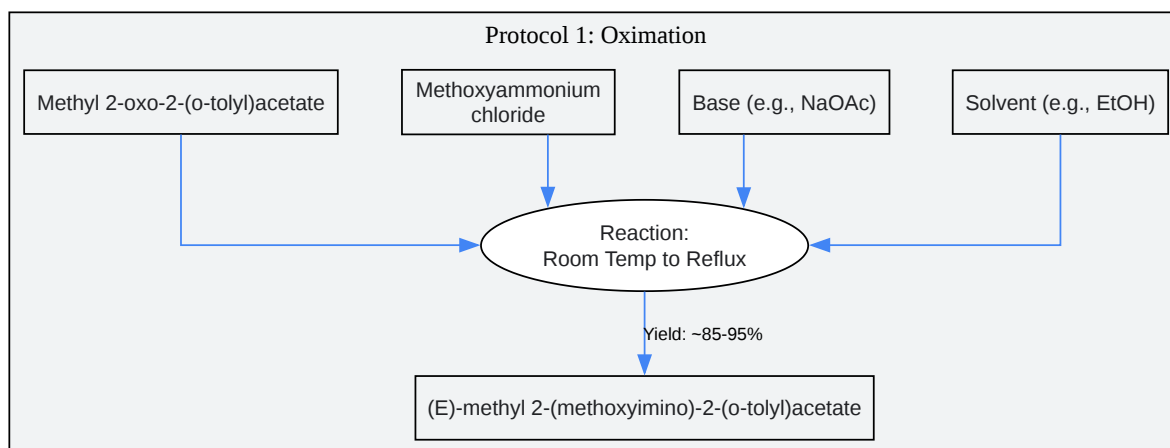 Protocol 1: Oximation
Methyl 2-oxo-2-(o-tolyl)acetate
Methoxyammonium
chloride
Base (e.g., NaOAc)
Solvent (e.g., EtOH)
Reaction:
Room Temp to Reflux
Yield: ~85-95%
(E)-methyl 2-(methoxyimino)-2-(o-tolyl)acetate